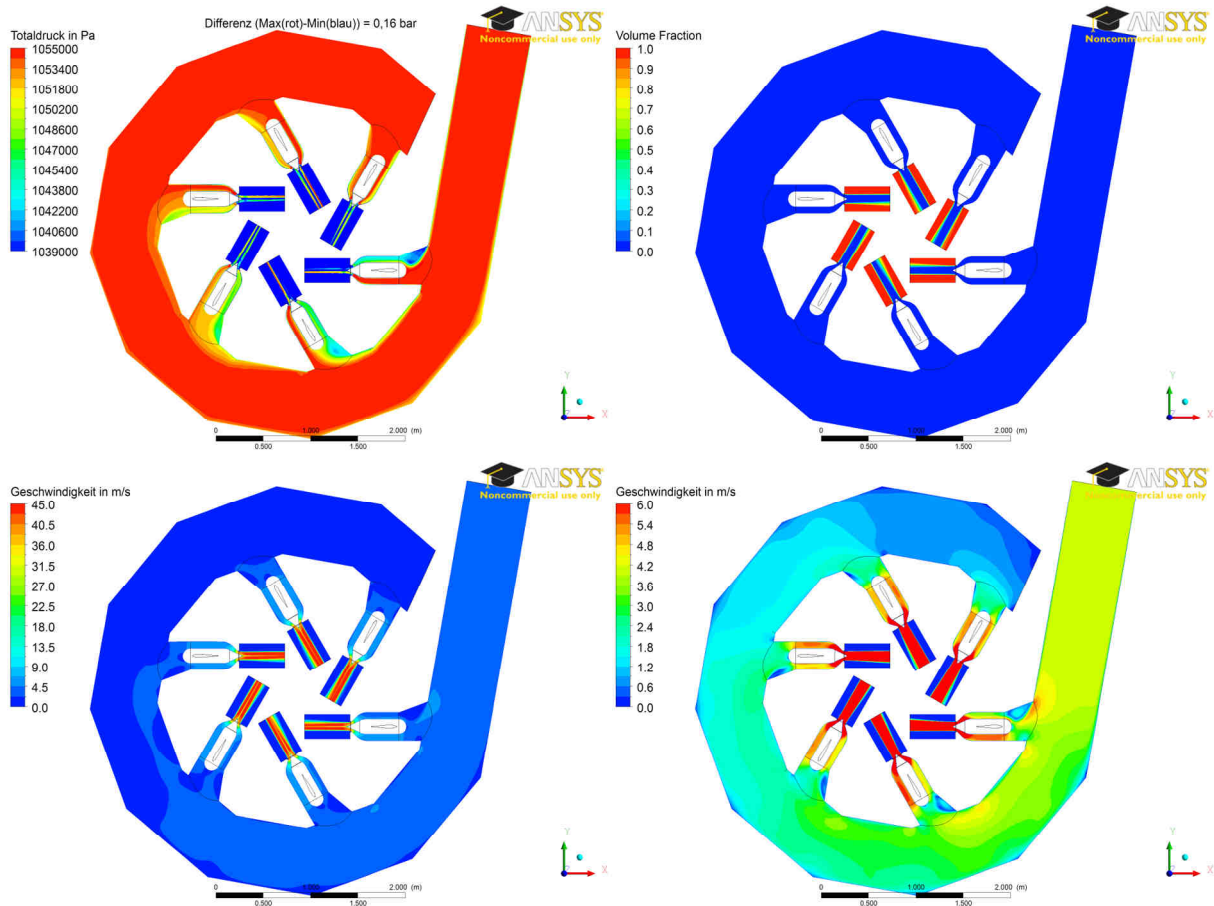 Differenz (Max(rot)-Min(blau)) = 0,16 bar
ANSYS
Noncommercial use only
Totaldruck in Pa
1055000
1053400
1051800
1050200
1048600
1047000
1045400
1043800
1042200
1040600
1039000
Y
X
Z
0 1.000 2.000 (m)
0.500 1.500
ANSYS
Noncommercial use only
Volume Fraction
1.0
0.9
0.8
0.7
0.6
0.5
0.4
0.3
0.2
0.1
0.0
Y
X
Z
0 1.000 2.000 (m)
0.500 1.500
ANSYS
Noncommercial use only
Geschwindigkeit in m/s
45.0
40.5
36.0
31.5
27.0
22.5
18.0
13.5
9.0
4.5
0.0
Y
X
Z
0 1.000 2.000 (m)
0.500 1.500
ANSYS
Noncommercial use only
Geschwindigkeit in m/s
6.0
5.4
4.8
4.2
3.6
3.0
2.4
1.8
1.2
0.6
0.0
Y
X
Z
0 1.000 2.000 (m)
0.500 1.500